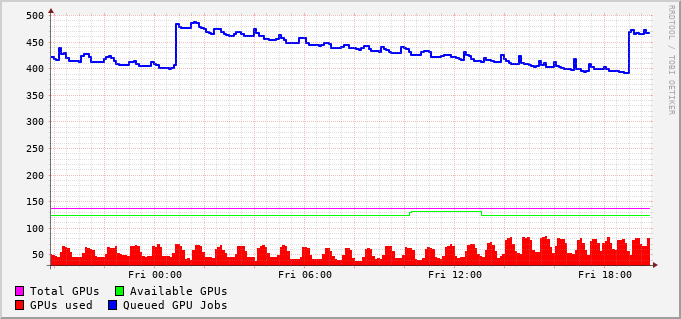 500
450
400
350
300
250
200
150
100
50
Fri 00:00 Fri 06:00 Fri 12:00 Fri 18:00
Total GPUs Available GPUs
GPUs used Queued GPU Jobs
RRDTOOL / TOBI OETIKER